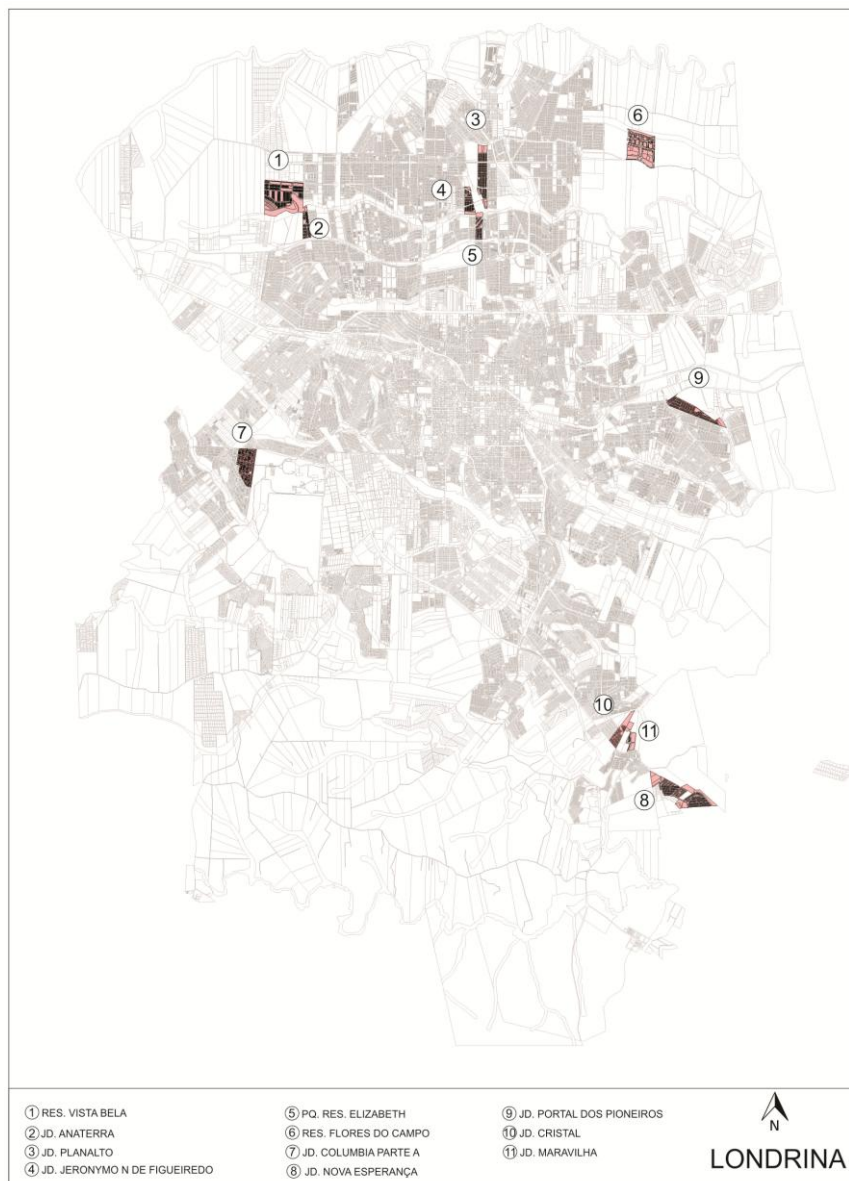 3
6
1
4
2
5
9
7
10
11
8
1 RES. VISTA BELA
2 JD. ANATERRA
3 JD. PLANALTO
4 JD. JERONYMO N DE FIGUEIREDO
5 PQ. RES. ELIZABETH
6 RES. FLORES DO CAMPO
7 JD. COLUMBIA PARTE A
8 JD. NOVA ESPERANÇA
9 JD. PORTAL DOS PIONEIROS
10 JD. CRISTAL
11 JD. MARAVILHA
N
LONDRINA